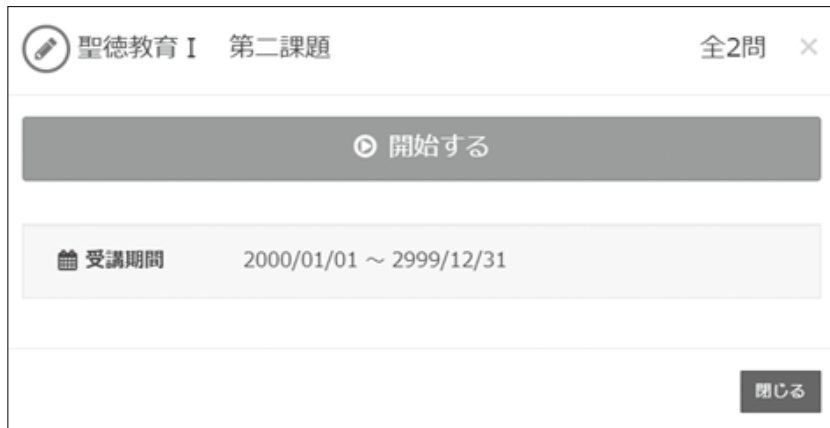 聖徳教育Ⅰ　第二課題　全2問 ×
開始する
受講期間　2000/01/01 ～ 2999/12/31
閉じる